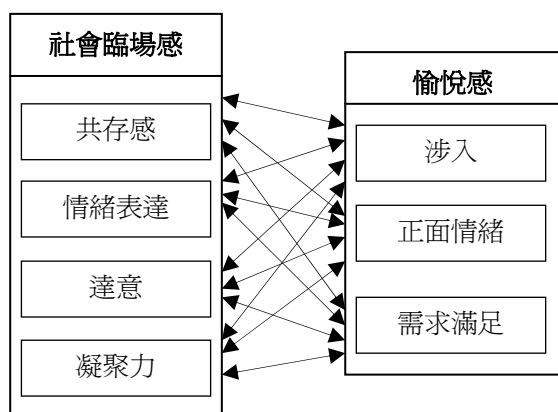 社會臨場感
共存感
情緒表達
達意
凝聚力
愉悅感
涉入
正面情緒
需求滿足